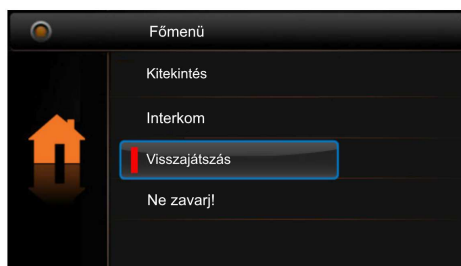 Főmenü
Kitekintés
Interkom
Visszajátszás
Ne zavarj!